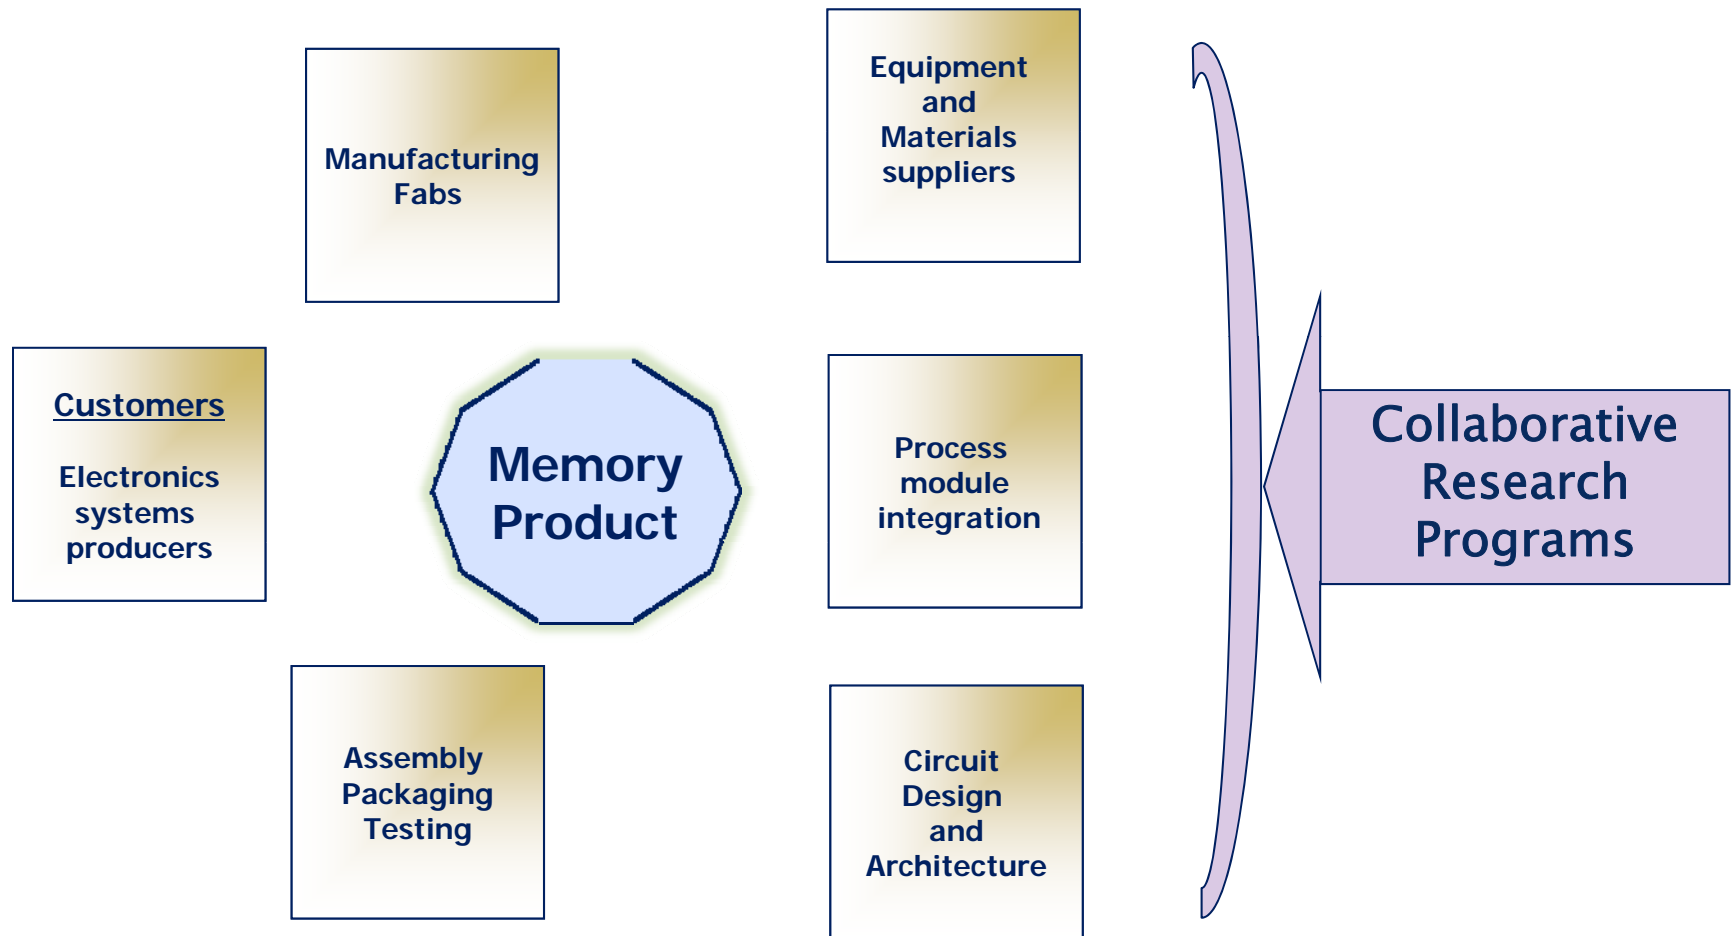 Manufacturing
Fabs
Equipment
and
Materials
suppliers
Customers
Electronics
systems
producers
Memory
Product
Process
module
integration
Collaborative
Research
Programs
Assembly
Packaging
Testing
Circuit
Design
and
Architecture